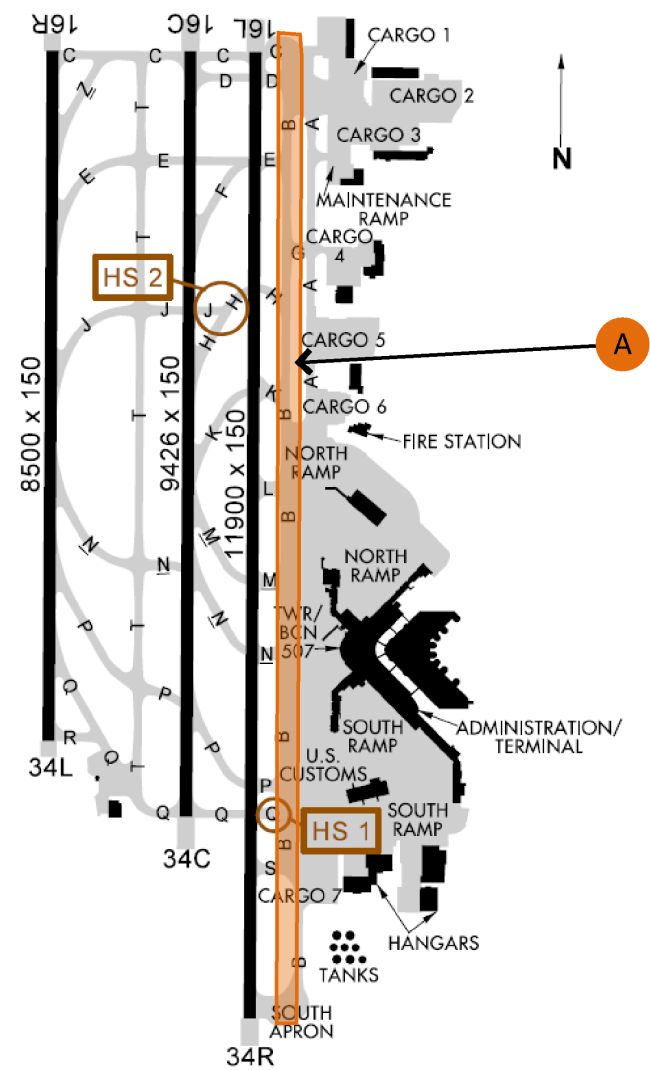 16R
16C
16L
C
C
C
C
CARGO 1
Z
D
D
CARGO 2
T
B
A
CARGO 3
E
E
E
F
N
MAINTENANCE
RAMP
T
G
CARGO
4
HS 2
A
H
H
J
J
J
H
CARGO 5
A
8500 x 150
9426 x 150
11900 x 150
K
A
T
B
CARGO 6
K
FIRE STATION
NORTH
RAMP
L
B
N
M
N
M
NORTH
RAMP
P
T
N
TWR/
BCN
507
N
Q
P
R
P
B
SOUTH
RAMP
ADMINISTRATION/
TERMINAL
34L
Q
T
U.S.
CUSTOMS
P
Q
Q
Q
HS 1
SOUTH
RAMP
34C
B
S
CARGO 7
HANGARS
B
TANKS
SOUTH
APRON
34R